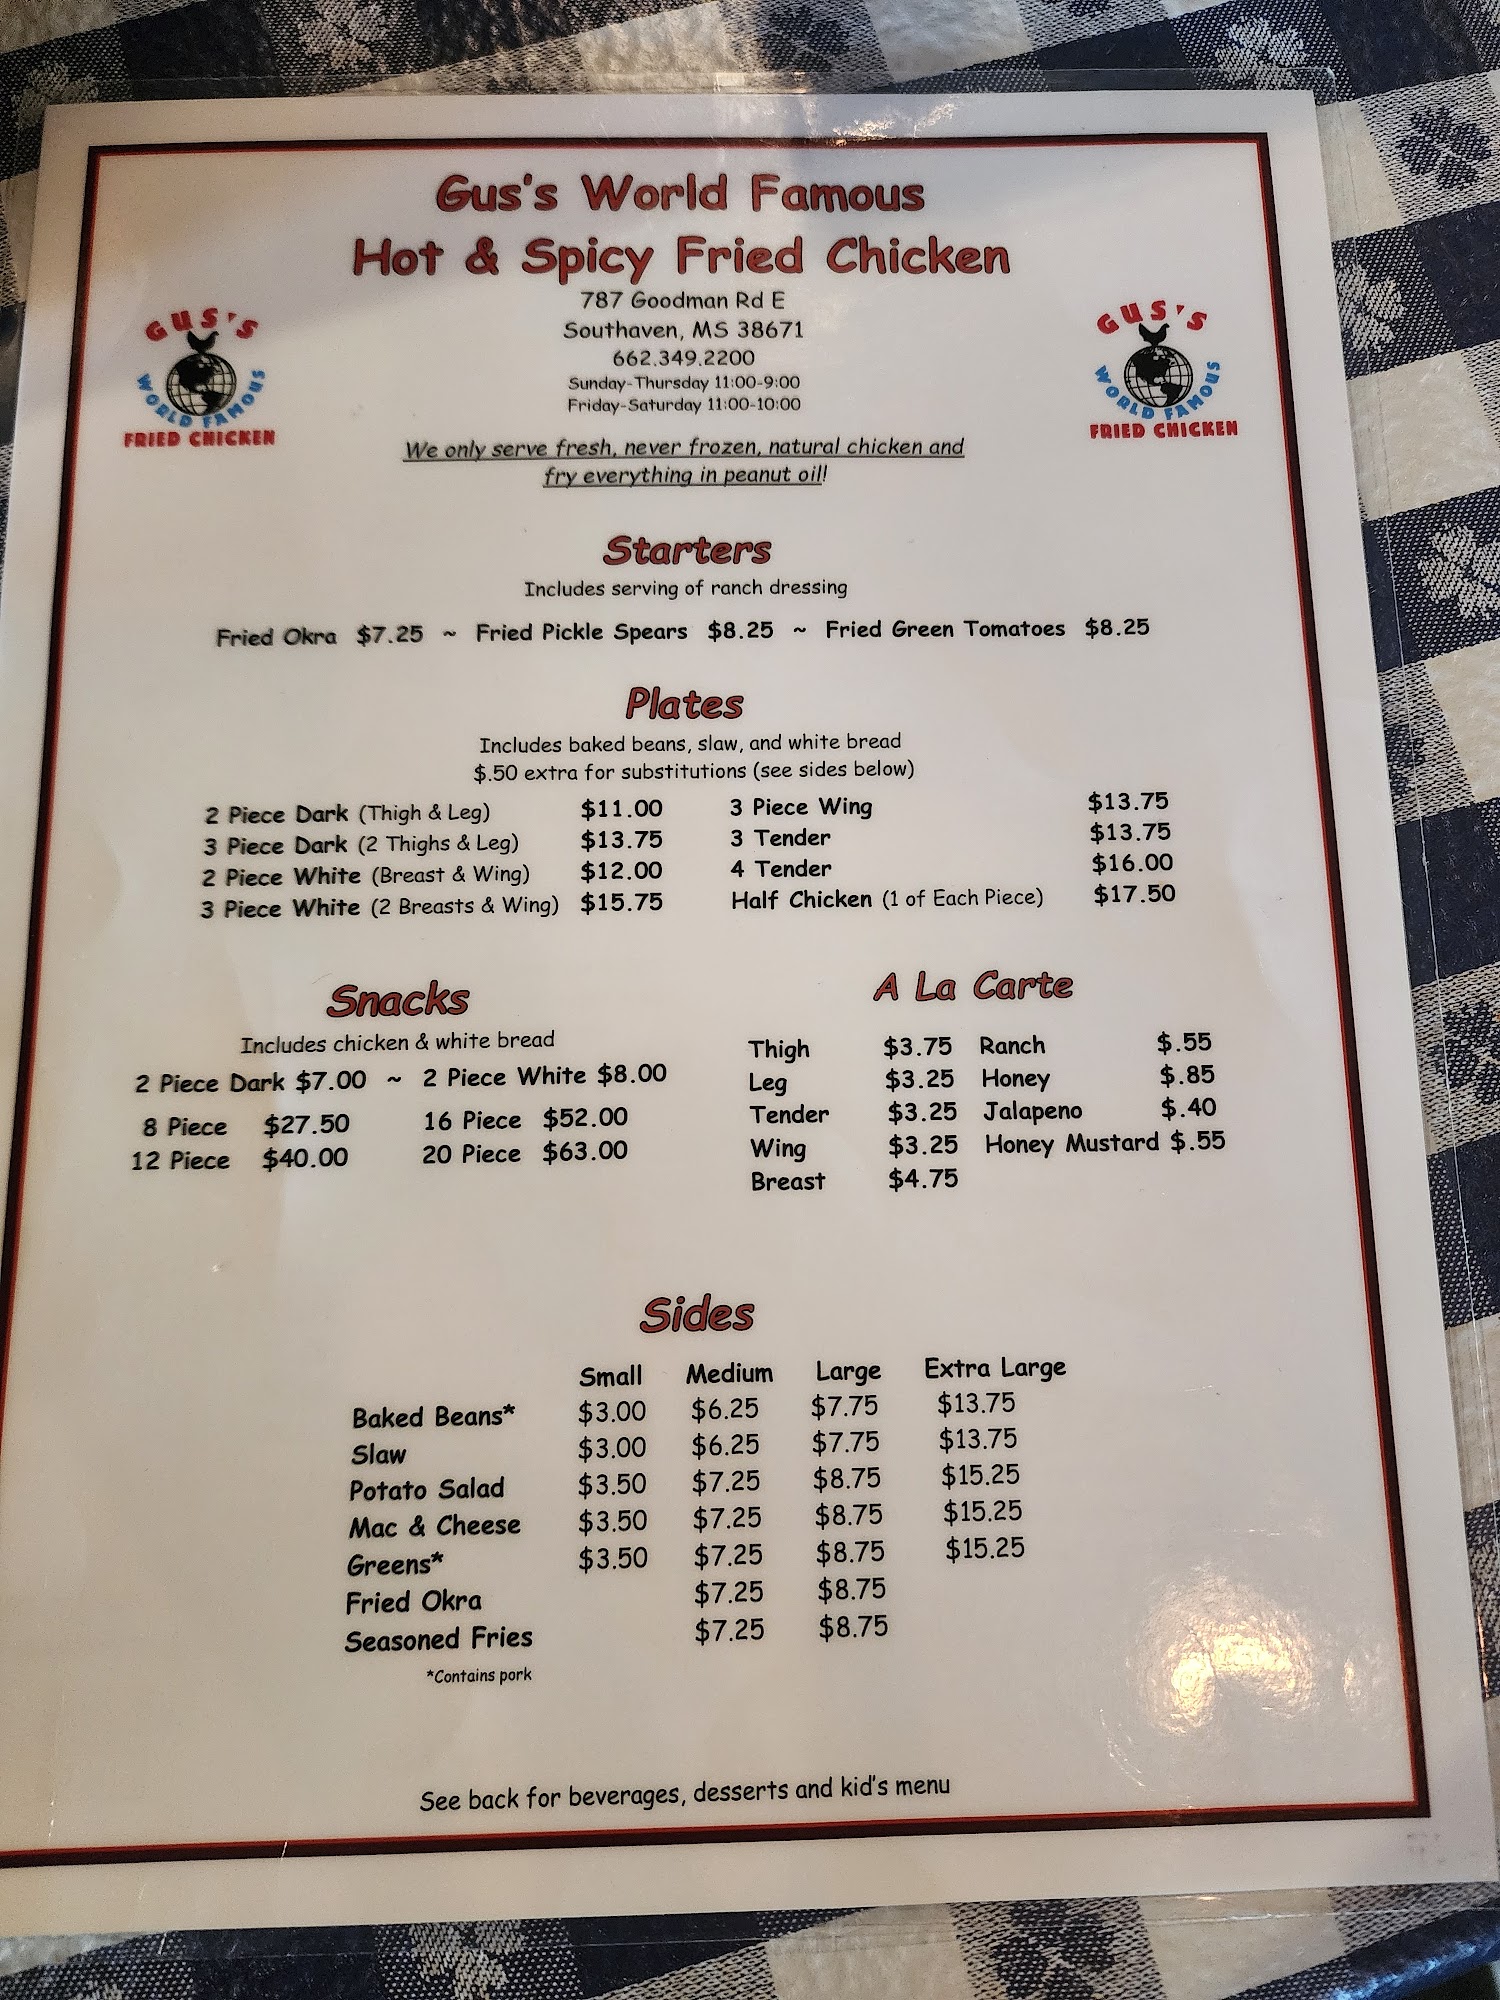 Gus's World Famous
Hot & Spicy Fried Chicken
787 Goodman Rd E
Southaven, MS 38671
662.349.2200
Sunday-Thursday 11:00-9:00
Friday-Saturday 11:00-10:00
GUS'S
WORLD FAMOUS
FRIED CHICKEN
GUS'S
WORLD FAMOUS
FRIED CHICKEN
We only serve fresh, never frozen, natural chicken and
fry everything in peanut oil!
Starters
Includes serving of ranch dressing
Fried Okra $7.25 ~ Fried Pickle Spears $8.25 ~ Fried Green Tomatoes $8.25
Plates
Includes baked beans, slaw, and white bread
$.50 extra for substitutions (see sides below)
2 Piece Dark (Thigh & Leg) $11.00 3 Piece Wing $13.75
3 Piece Dark (2 Thighs & Leg) $13.75 3 Tender $13.75
2 Piece White (Breast & Wing) $12.00 4 Tender $16.00
3 Piece White (2 Breasts & Wing) $15.75 Half Chicken (1 of Each Piece) $17.50
Snacks
Includes chicken & white bread
2 Piece Dark $7.00 ~ 2 Piece White $8.00
8 Piece $27.50 16 Piece $52.00
12 Piece $40.00 20 Piece $63.00
A La Carte
Thigh $3.75 Ranch $.55
Leg $3.25 Honey $.85
Tender $3.25 Jalapeno $.40
Wing $3.25 Honey Mustard $.55
Breast $4.75
Sides
Small Medium Large Extra Large
Baked Beans* $3.00 $6.25 $7.75 $13.75
Slaw $3.00 $6.25 $7.75 $13.75
Potato Salad $3.50 $7.25 $8.75 $15.25
Mac & Cheese $3.50 $7.25 $8.75 $15.25
Greens* $3.50 $7.25 $8.75 $15.25
Fried Okra $7.25 $8.75
Seasoned Fries $7.25 $8.75
*Contains pork
See back for beverages, desserts and kid's menu